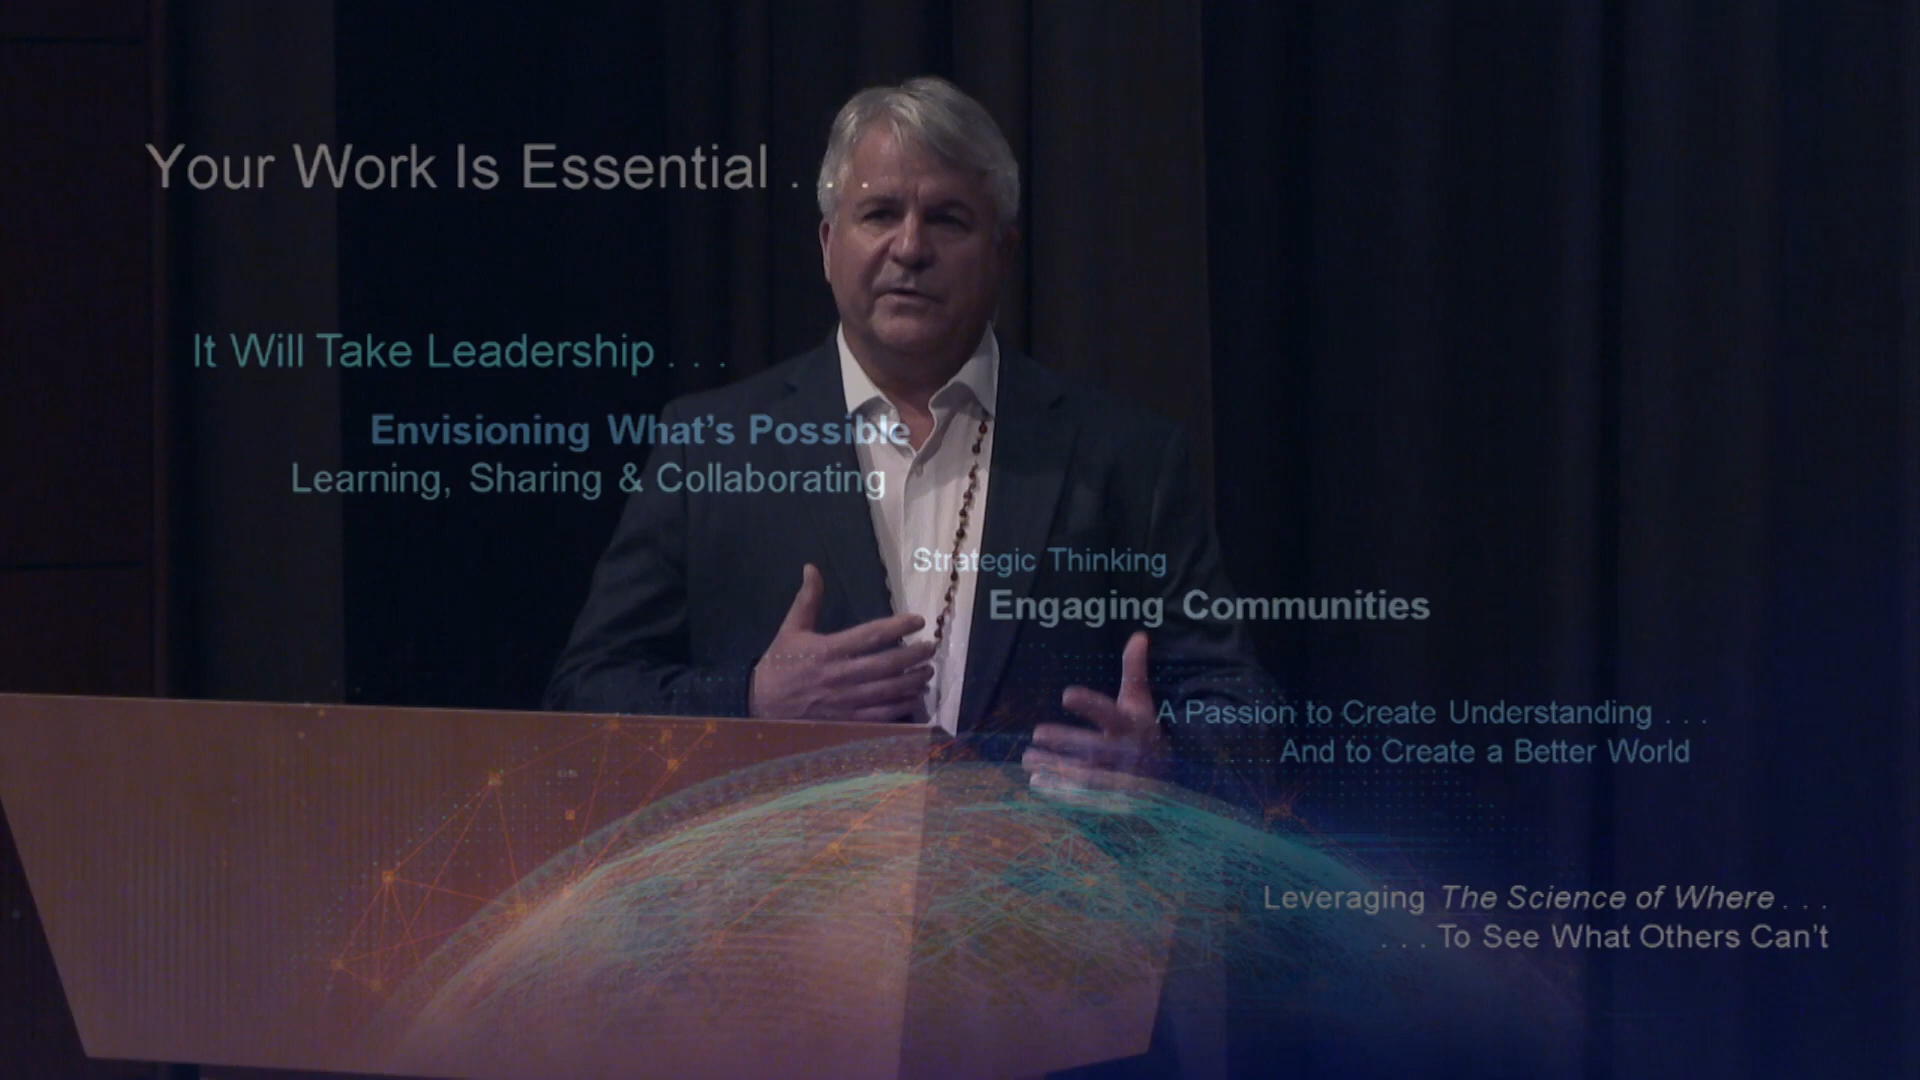 Your Work Is Essential . . .
It Will Take Leadership . . .
Envisioning What’s Possible
Learning, Sharing & Collaborating
Strategic Thinking
Engaging Communities
A Passion to Create Understanding . . .
. . . And to Create a Better World
Leveraging The Science of Where . . .
. . . To See What Others Can’t